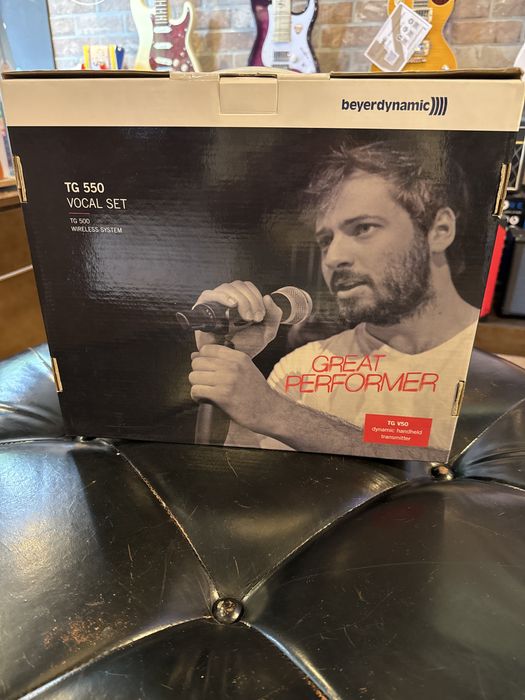 beyerdynamic
TG 550
VOCAL SET
TG 500
WIRELESS SYSTEM
GREAT
PERFORMER
TG V50
dynamic handheld
transmitter